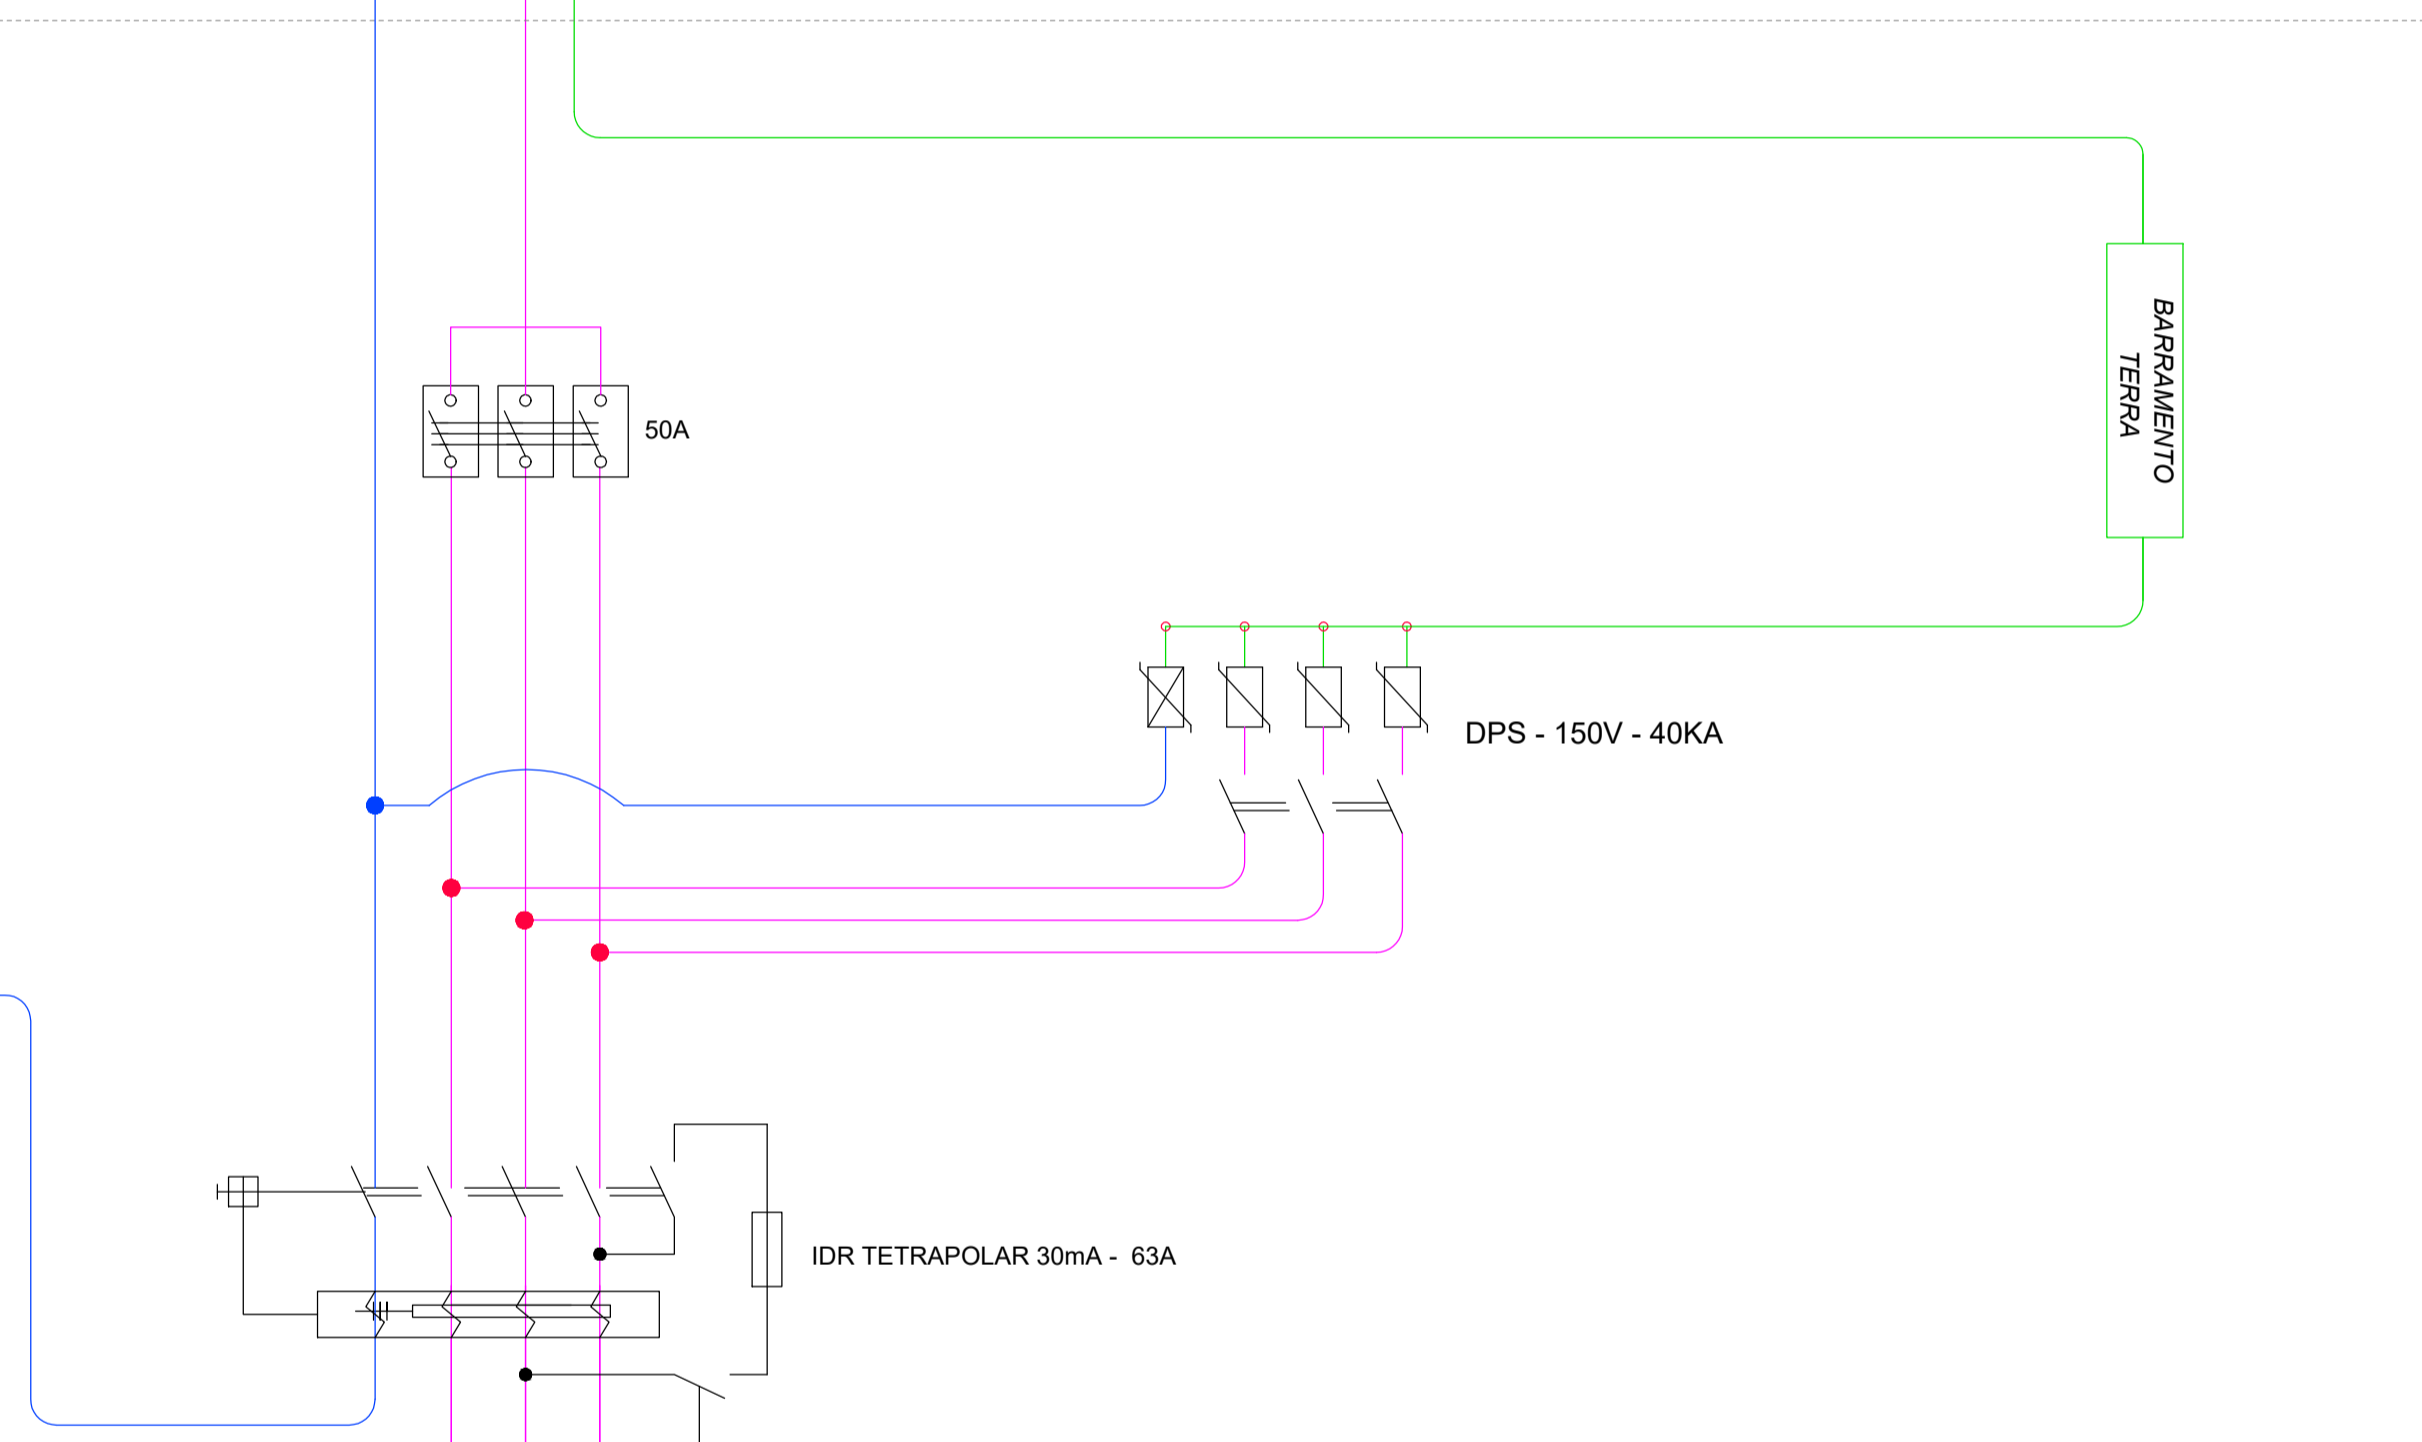 BARRAMENTO
TERRA
50A
DPS - 150V - 40KA
IDR TETRAPOLAR 30mA -  63A